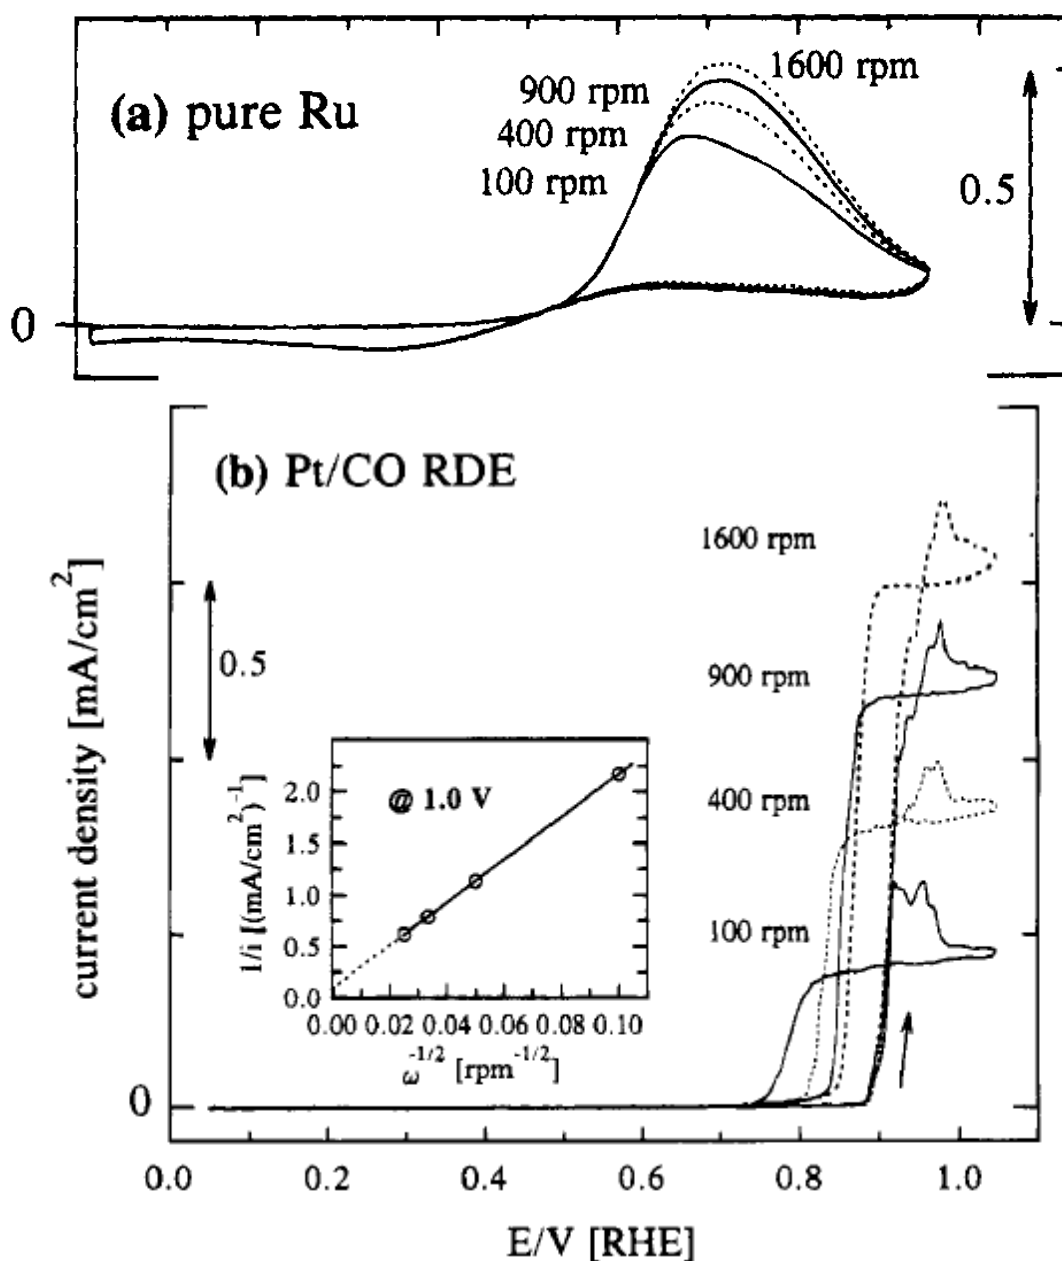 (a) pure Ru
1600 rpm
900 rpm
400 rpm
100 rpm
0.5
0
(b) Pt/CO RDE
1600 rpm
900 rpm
400 rpm
100 rpm
0.5
current density [mA/cm²]
0
@ 1.0 V
1/i [(mA/cm²)⁻¹]
2.0
1.5
1.0
0.5
0.0
0.00 0.02 0.04 0.06 0.08 0.10
ω⁻¹/² [rpm⁻¹/²]
0.0 0.2 0.4 0.6 0.8 1.0
E/V [RHE]